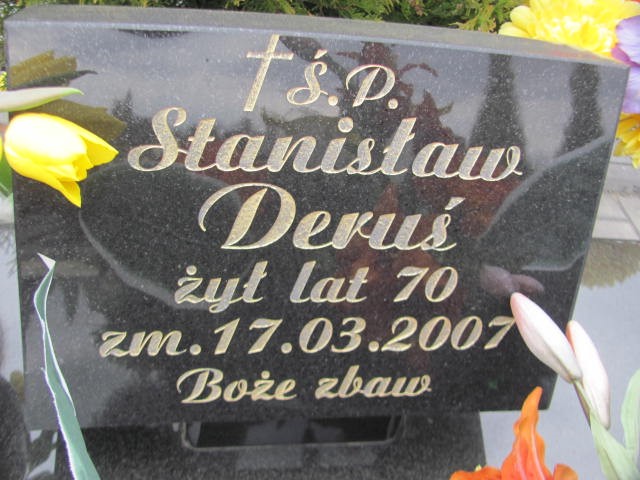 Ś.P.
Stanisław
Deruś
żył lat 70
zm.17.03.2007
Boże zbaw